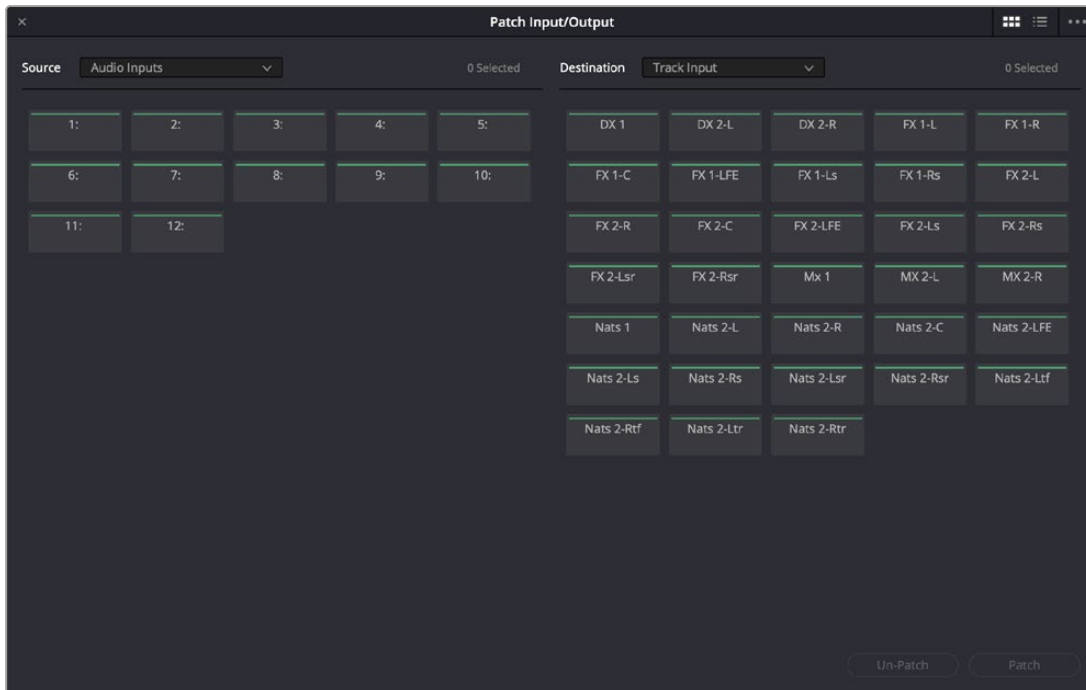 Patch Input/Output
Source Audio Inputs 0 Selected
Destination Track Input 0 Selected
1: 2: 3: 4: 5:
6: 7: 8: 9: 10:
11: 12:
DX 1 DX 2-L DX 2-R FX 1-L FX 1-R
FX 1-C FX 1-LFE FX 1-Ls FX 1-Rs FX 2-L
FX 2-R FX 2-C FX 2-LFE FX 2-Ls FX 2-Rs
FX 2-Lsr FX 2-Rsr Mx 1 MX 2-L MX 2-R
Nats 1 Nats 2-L Nats 2-R Nats 2-C Nats 2-LFE
Nats 2-Ls Nats 2-Rs Nats 2-Lsr Nats 2-Rsr Nats 2-Ltf
Nats 2-Rtf Nats 2-Ltr Nats 2-Rtr
Un-Patch Patch